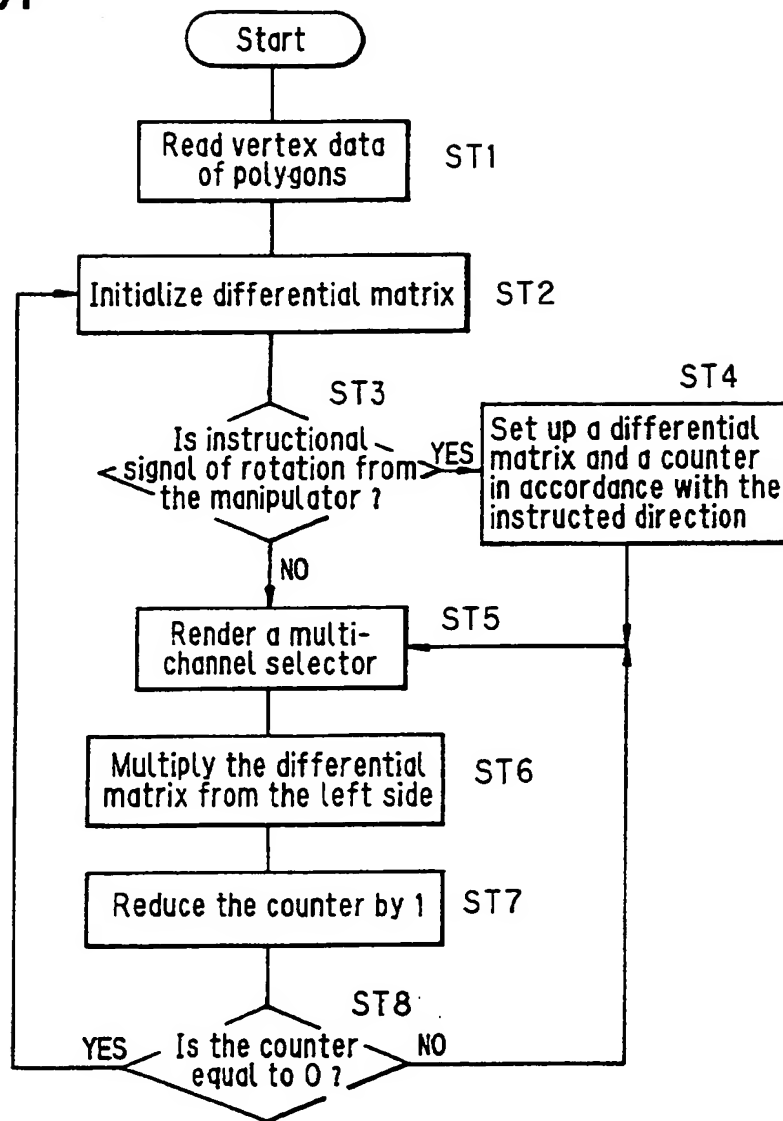 Start
Read vertex data
of polygons
ST1
Initialize differential matrix
ST2
ST3
Is instructional
signal of rotation from
the manipulator ?
YES
ST4
Set up a differential
matrix and a counter
in accordance with the
instructed direction
NO
Render a multi-
channel selector
ST5
Multiply the differential
matrix from the left side
ST6
Reduce the counter by 1
ST7
ST8
YES
Is the counter
equal to 0 ?
NO